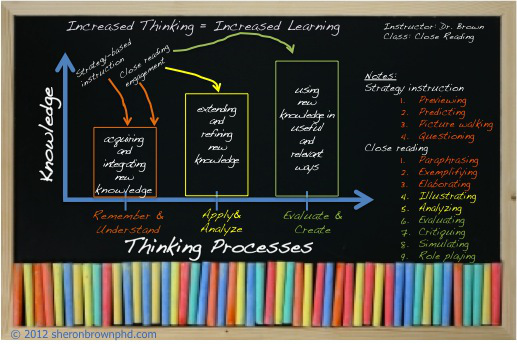 Increased Thinking = Increased Learning
Instructor: Dr. Brown
Class: Close Reading
Strategy-based
instruction
Close reading
engagement
Knowledge
acquiring
and
integrating
new
knowledge
extending
and
refining
new
knowledge
using
new
knowledge in
useful
and
relevant
ways
Remember &
Understand
Apply&
Analyze
Evaluate &
Create
Thinking Processes
Notes:
Strategy instruction
1. Previewing
2. Predicting
3. Picture walking
4. Questioning
Close reading
1. Paraphrasing
2. Exemplifying
3. Elaborating
4. Illustrating
5. Analyzing
6. Evaluating
7. Critiquing
8. Simulating
9. Role playing
© 2012 sheronbrownphd.com